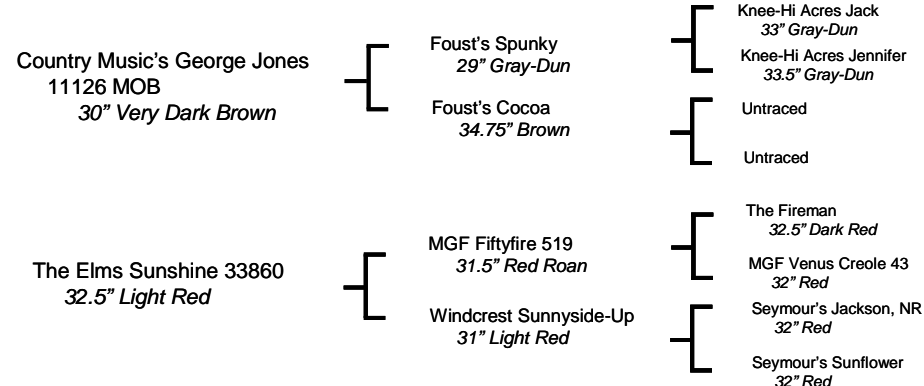 Country Music’s George Jones
11126 MOB
30” Very Dark Brown
Foust’s Spunky
29” Gray-Dun
Foust’s Cocoa
34.75” Brown
Knee-Hi Acres Jack
33” Gray-Dun
Knee-Hi Acres Jennifer
33.5” Gray-Dun
Untraced
Untraced
The Elms Sunshine 33860
32.5” Light Red
MGF Fiftyfire 519
31.5” Red Roan
Windcrest Sunnyside-Up
31” Light Red
The Fireman
32.5” Dark Red
MGF Venus Creole 43
32” Red
Seymour’s Jackson, NR
32” Red
Seymour’s Sunflower
32” Red